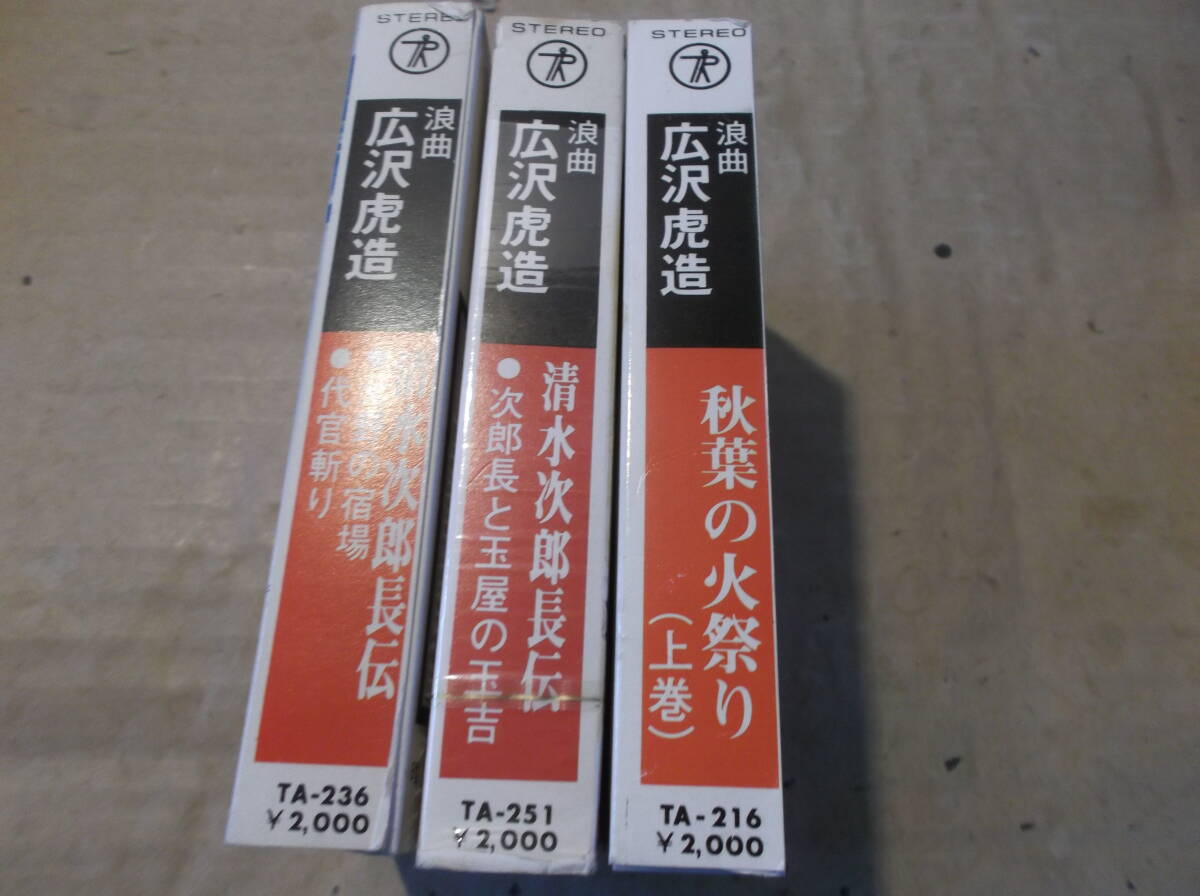 STEREO
浪曲
広沢虎造
清水次郎長伝
の宿場
●代官斬り
TA-236
¥2,000
STEREO
浪曲
広沢虎造
清水次郎長伝
●次郎長と玉屋の玉吉
TA-251
¥2,000
STEREO
浪曲
広沢虎造
秋葉の火祭り
(上巻)
TA-216
¥2,000